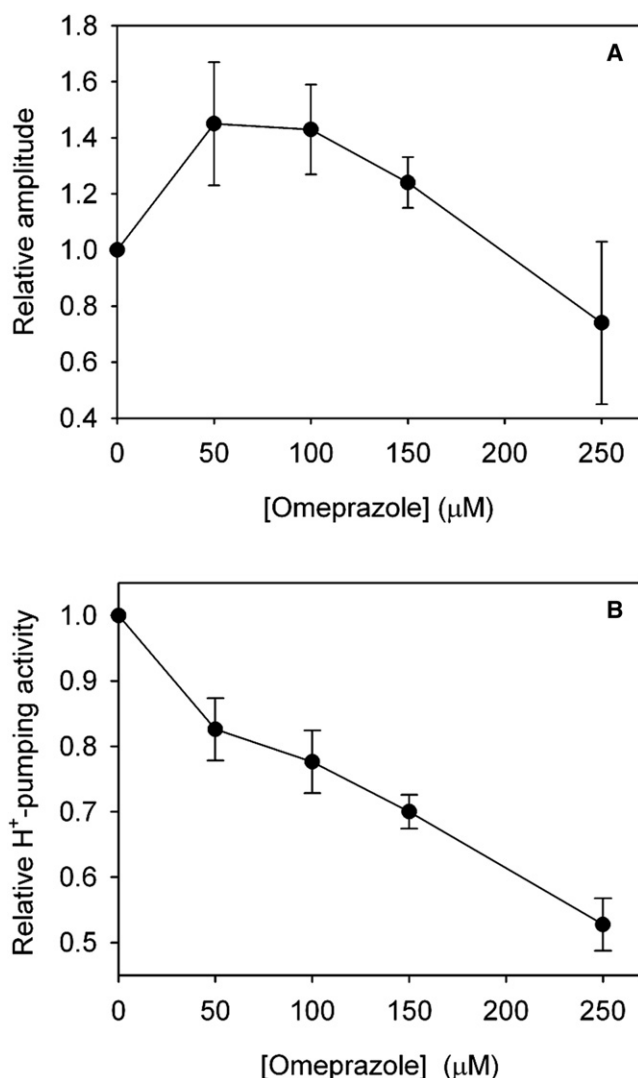 A
Relative amplitude
1.8
1.6
1.4
1.2
1.0
0.8
0.6
0.4
0 50 100 150 200 250
[Omeprazole] (μM)
B
Relative H⁺-pumping activity
1.0
0.9
0.8
0.7
0.6
0.5
0 50 100 150 200 250
[Omeprazole] (μM)